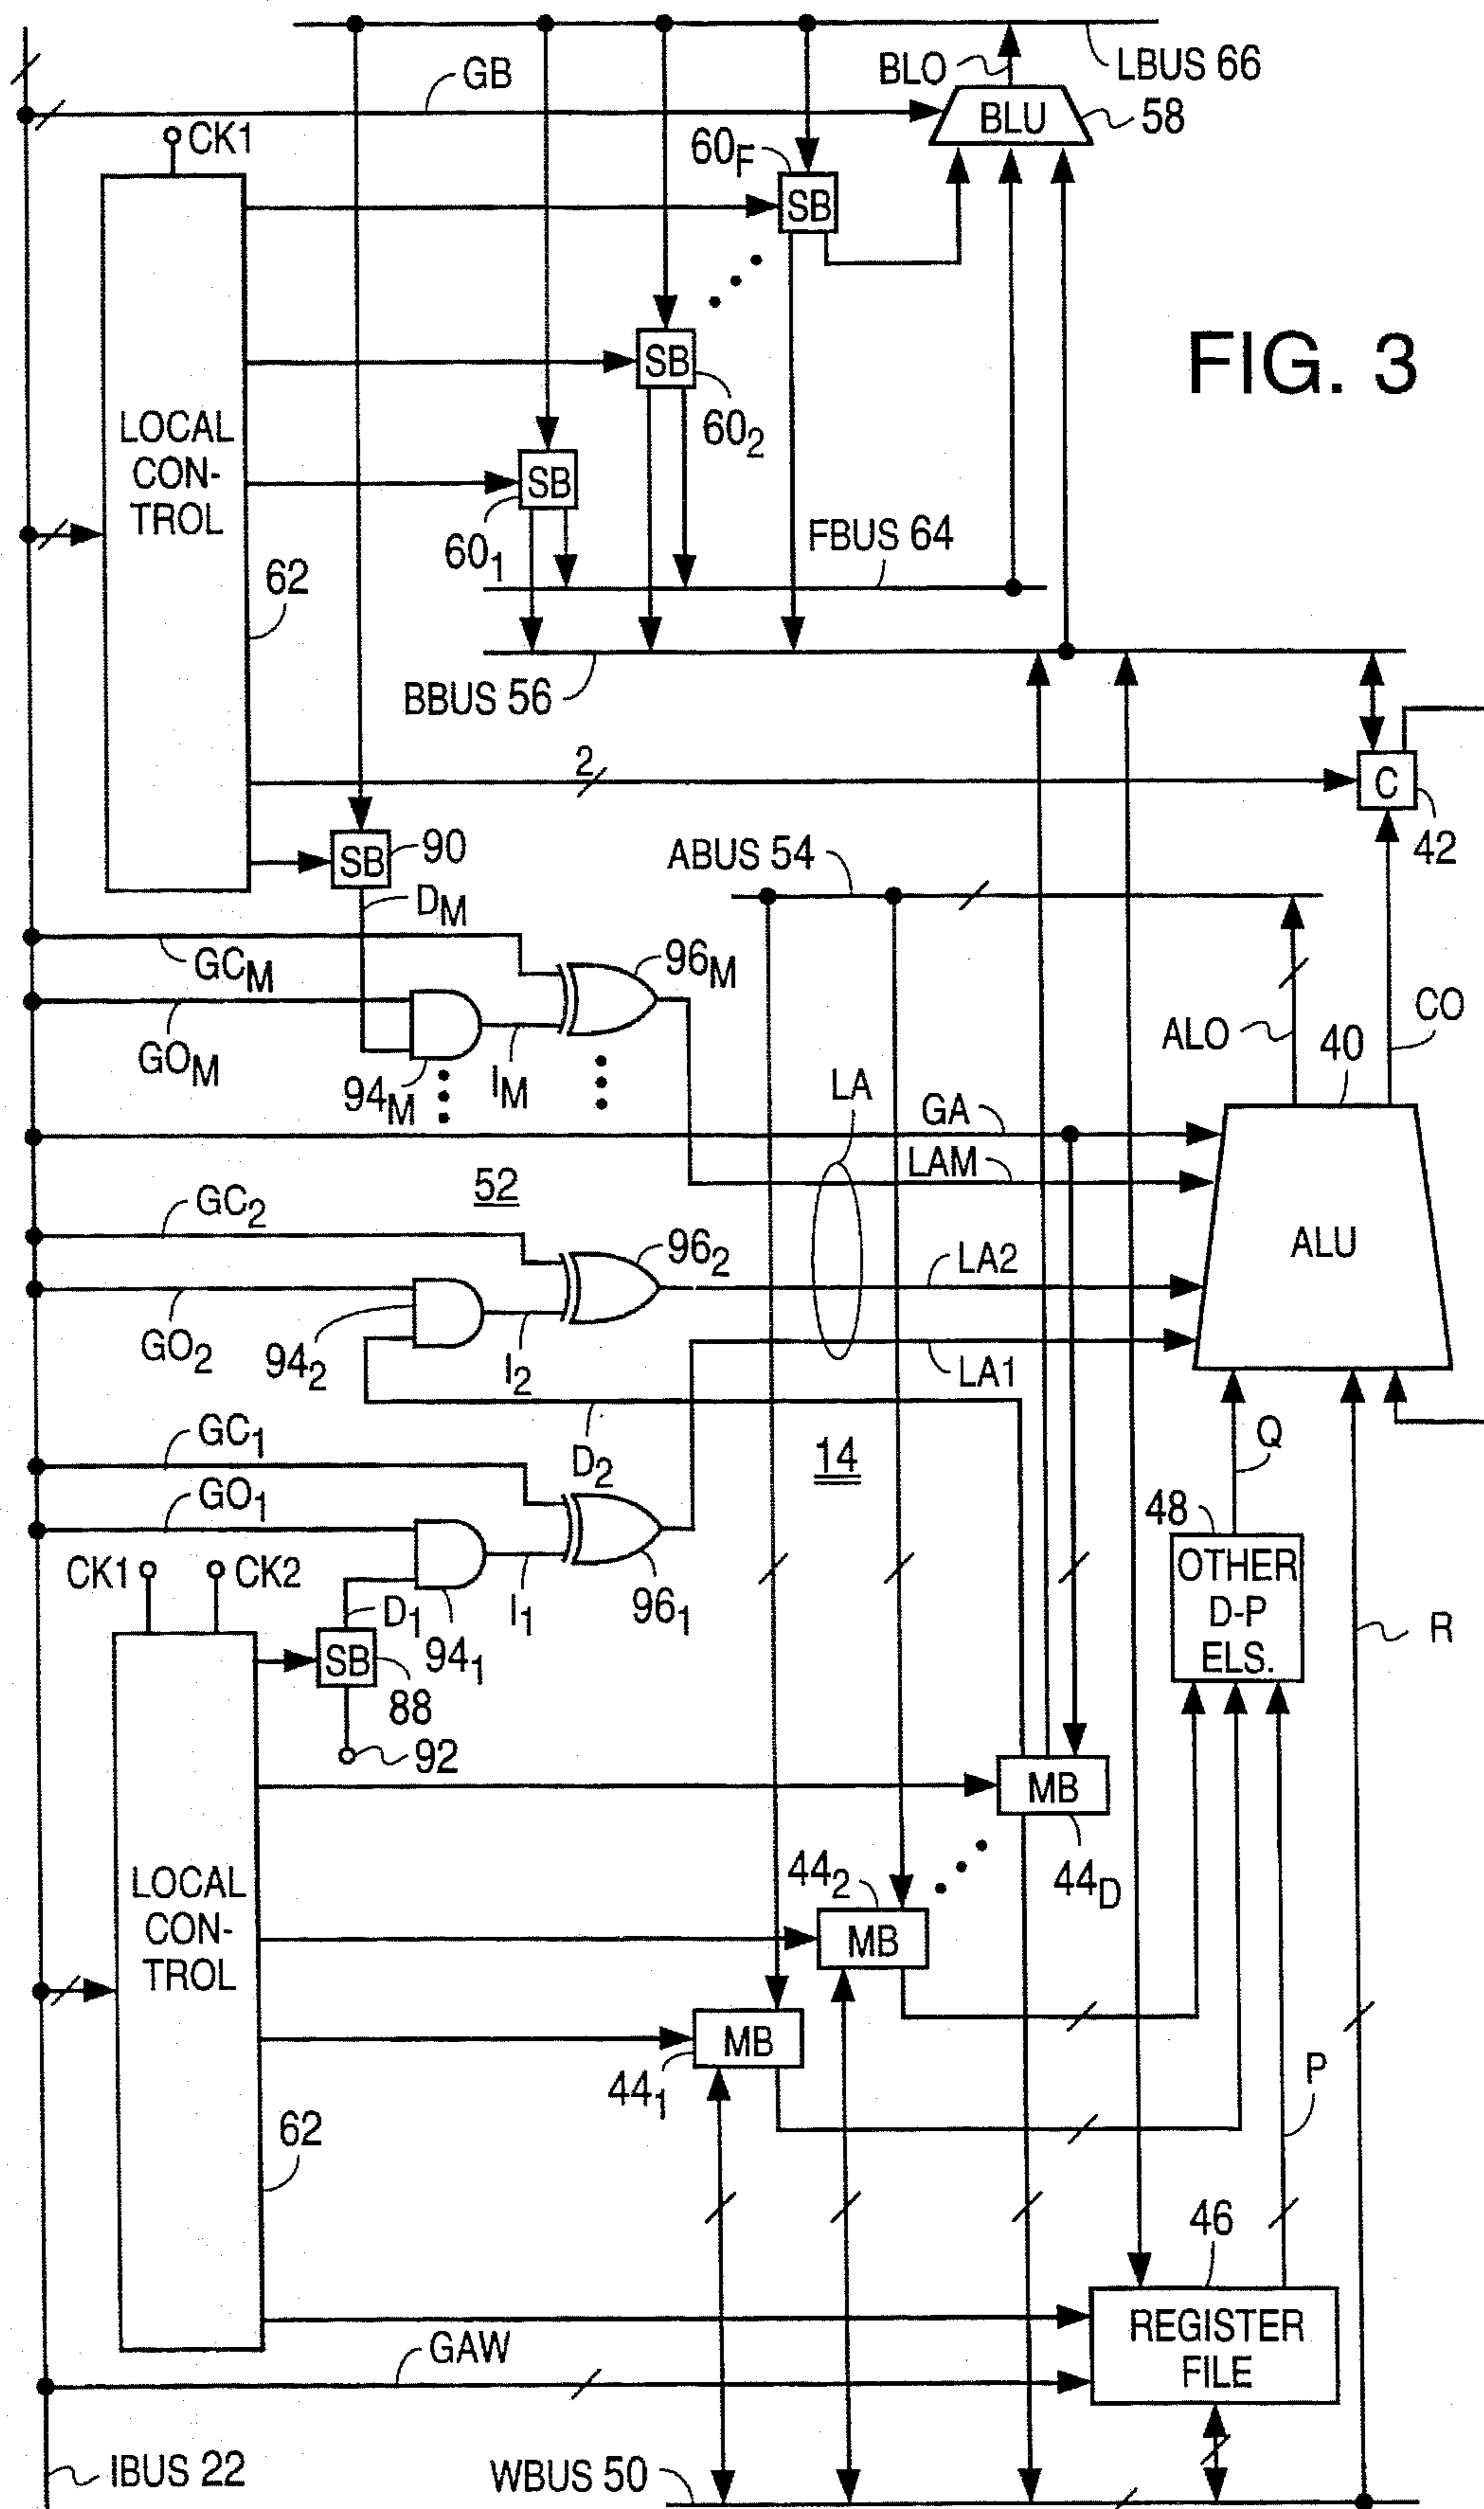 BLO
LBUS 66
GB
BLU
58
CK1
60F
SB
FIG. 3
SB
602
LOCAL
CON-
TROL
SB
601
FBUS 64
62
BBUS 56
2
C
42
SB
90
ABUS 54
DM
GCM
96M
GOM
94M
IM
ALO
40
CO
LA
GA
LAM
52
GC2
962
LA2
ALU
GO2
942
I2
LA1
GC1
D2
14
Q
GO1
48
CK1
CK2
OTHER
D-P
ELS.
D1
I1
961
R
SB
941
88
92
MB
44D
LOCAL
CON-
TROL
442
MB
MB
441
P
62
46
REGISTER
FILE
GAW
IBUS 22
WBUS 50